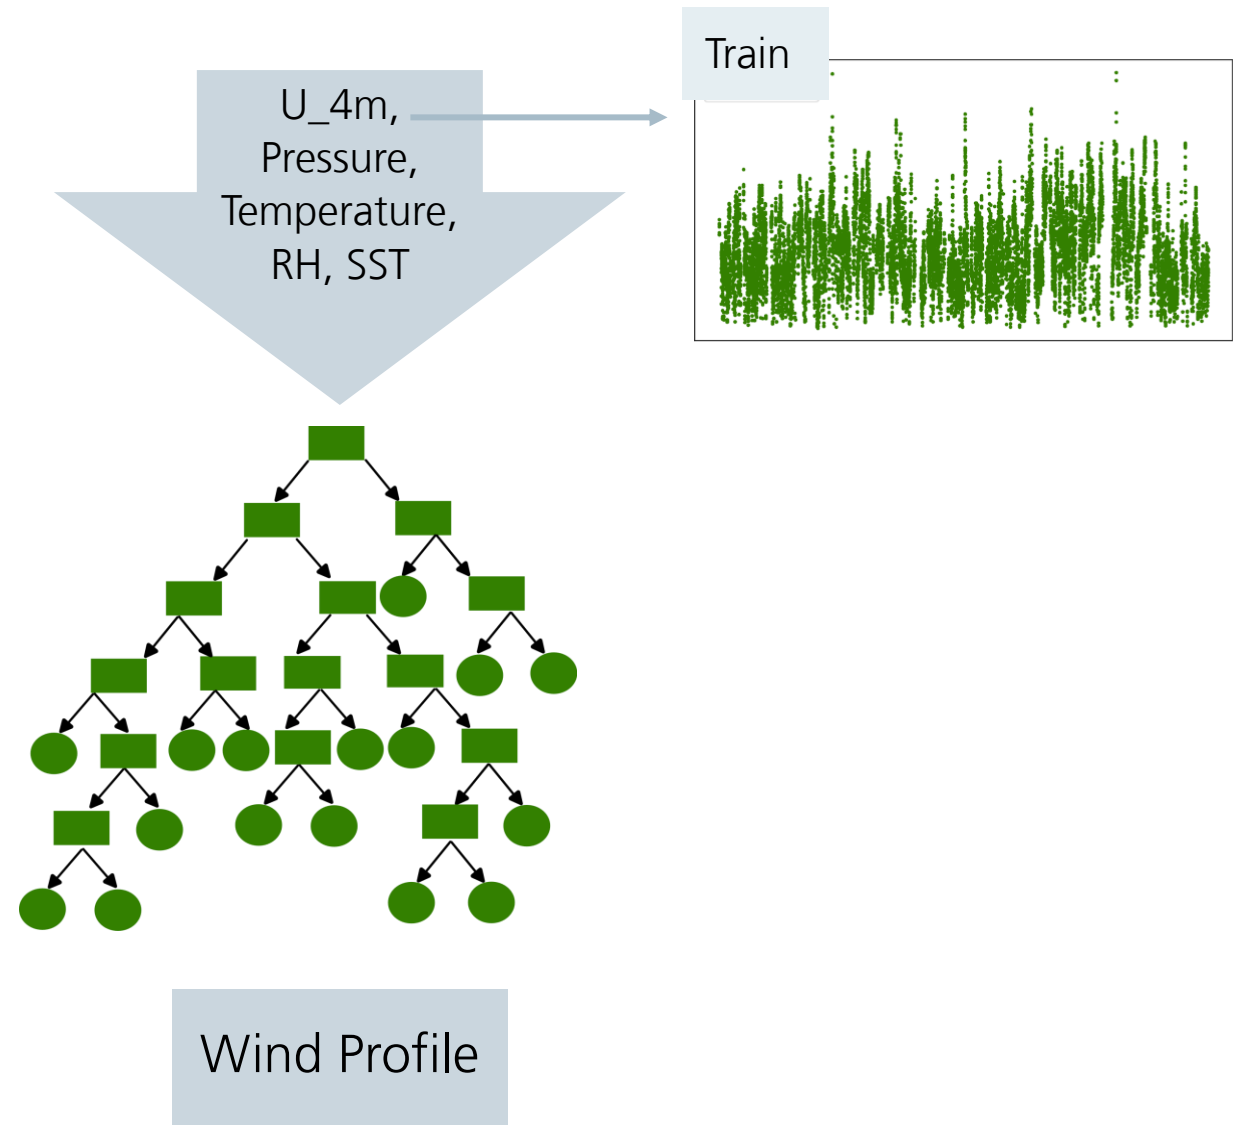 Train
U_4m,
Pressure,
Temperature,
RH, SST
Wind Profile